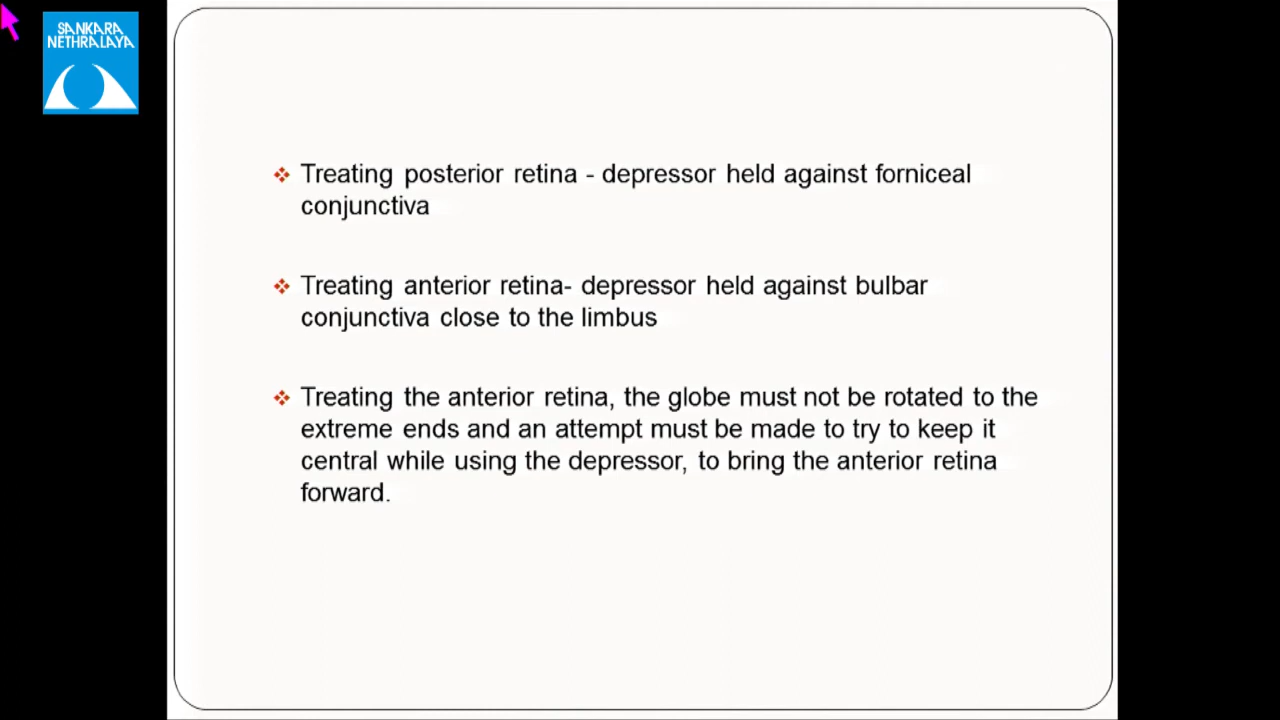 SANKARA
NETHRALAYA
Treating posterior retina - depressor held against forniceal
conjunctiva
Treating anterior retina- depressor held against bulbar
conjunctiva close to the limbus
Treating the anterior retina, the globe must not be rotated to the
extreme ends and an attempt must be made to try to keep it
central while using the depressor, to bring the anterior retina
forward.